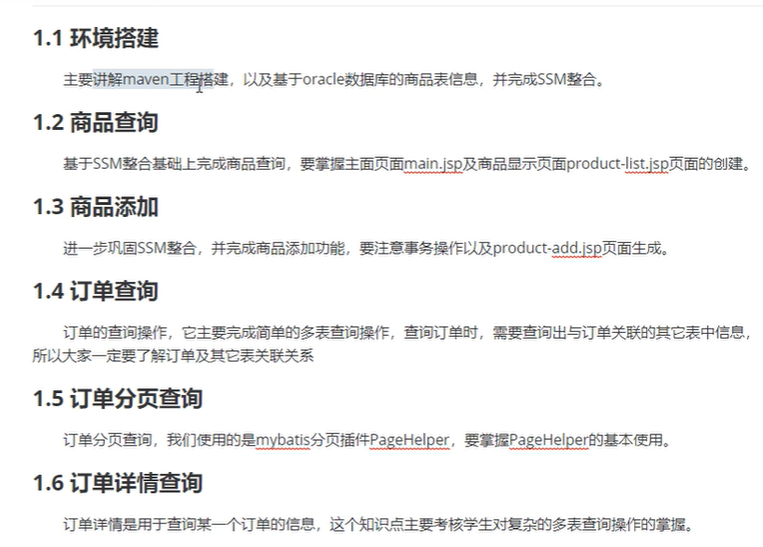 1.1 环境搭建
主要讲解maven工程搭建，以及基于oracle数据库的商品表信息，并完成SSM整合。
1.2 商品查询
基于SSM整合基础上完成商品查询，要掌握主面页面main.jsp及商品显示页面product-list.jsp页面的创建。
1.3 商品添加
进一步巩固SSM整合，并完成商品添加功能，要注意事务操作以及product-add.jsp页面生成。
1.4 订单查询
订单的查询操作，它主要完成简单的多表查询操作，查询订单时，需要查询出与订单关联的其它表中信息，
所以大家一定要了解订单及其它表关联关系
1.5 订单分页查询
订单分页查询，我们使用的是mybatis分页插件PageHelper，要掌握PageHelper的基本使用。
1.6 订单详情查询
订单详情是用于查询某一个订单的信息，这个知识点主要考核学生对复杂的多表查询操作的掌握。